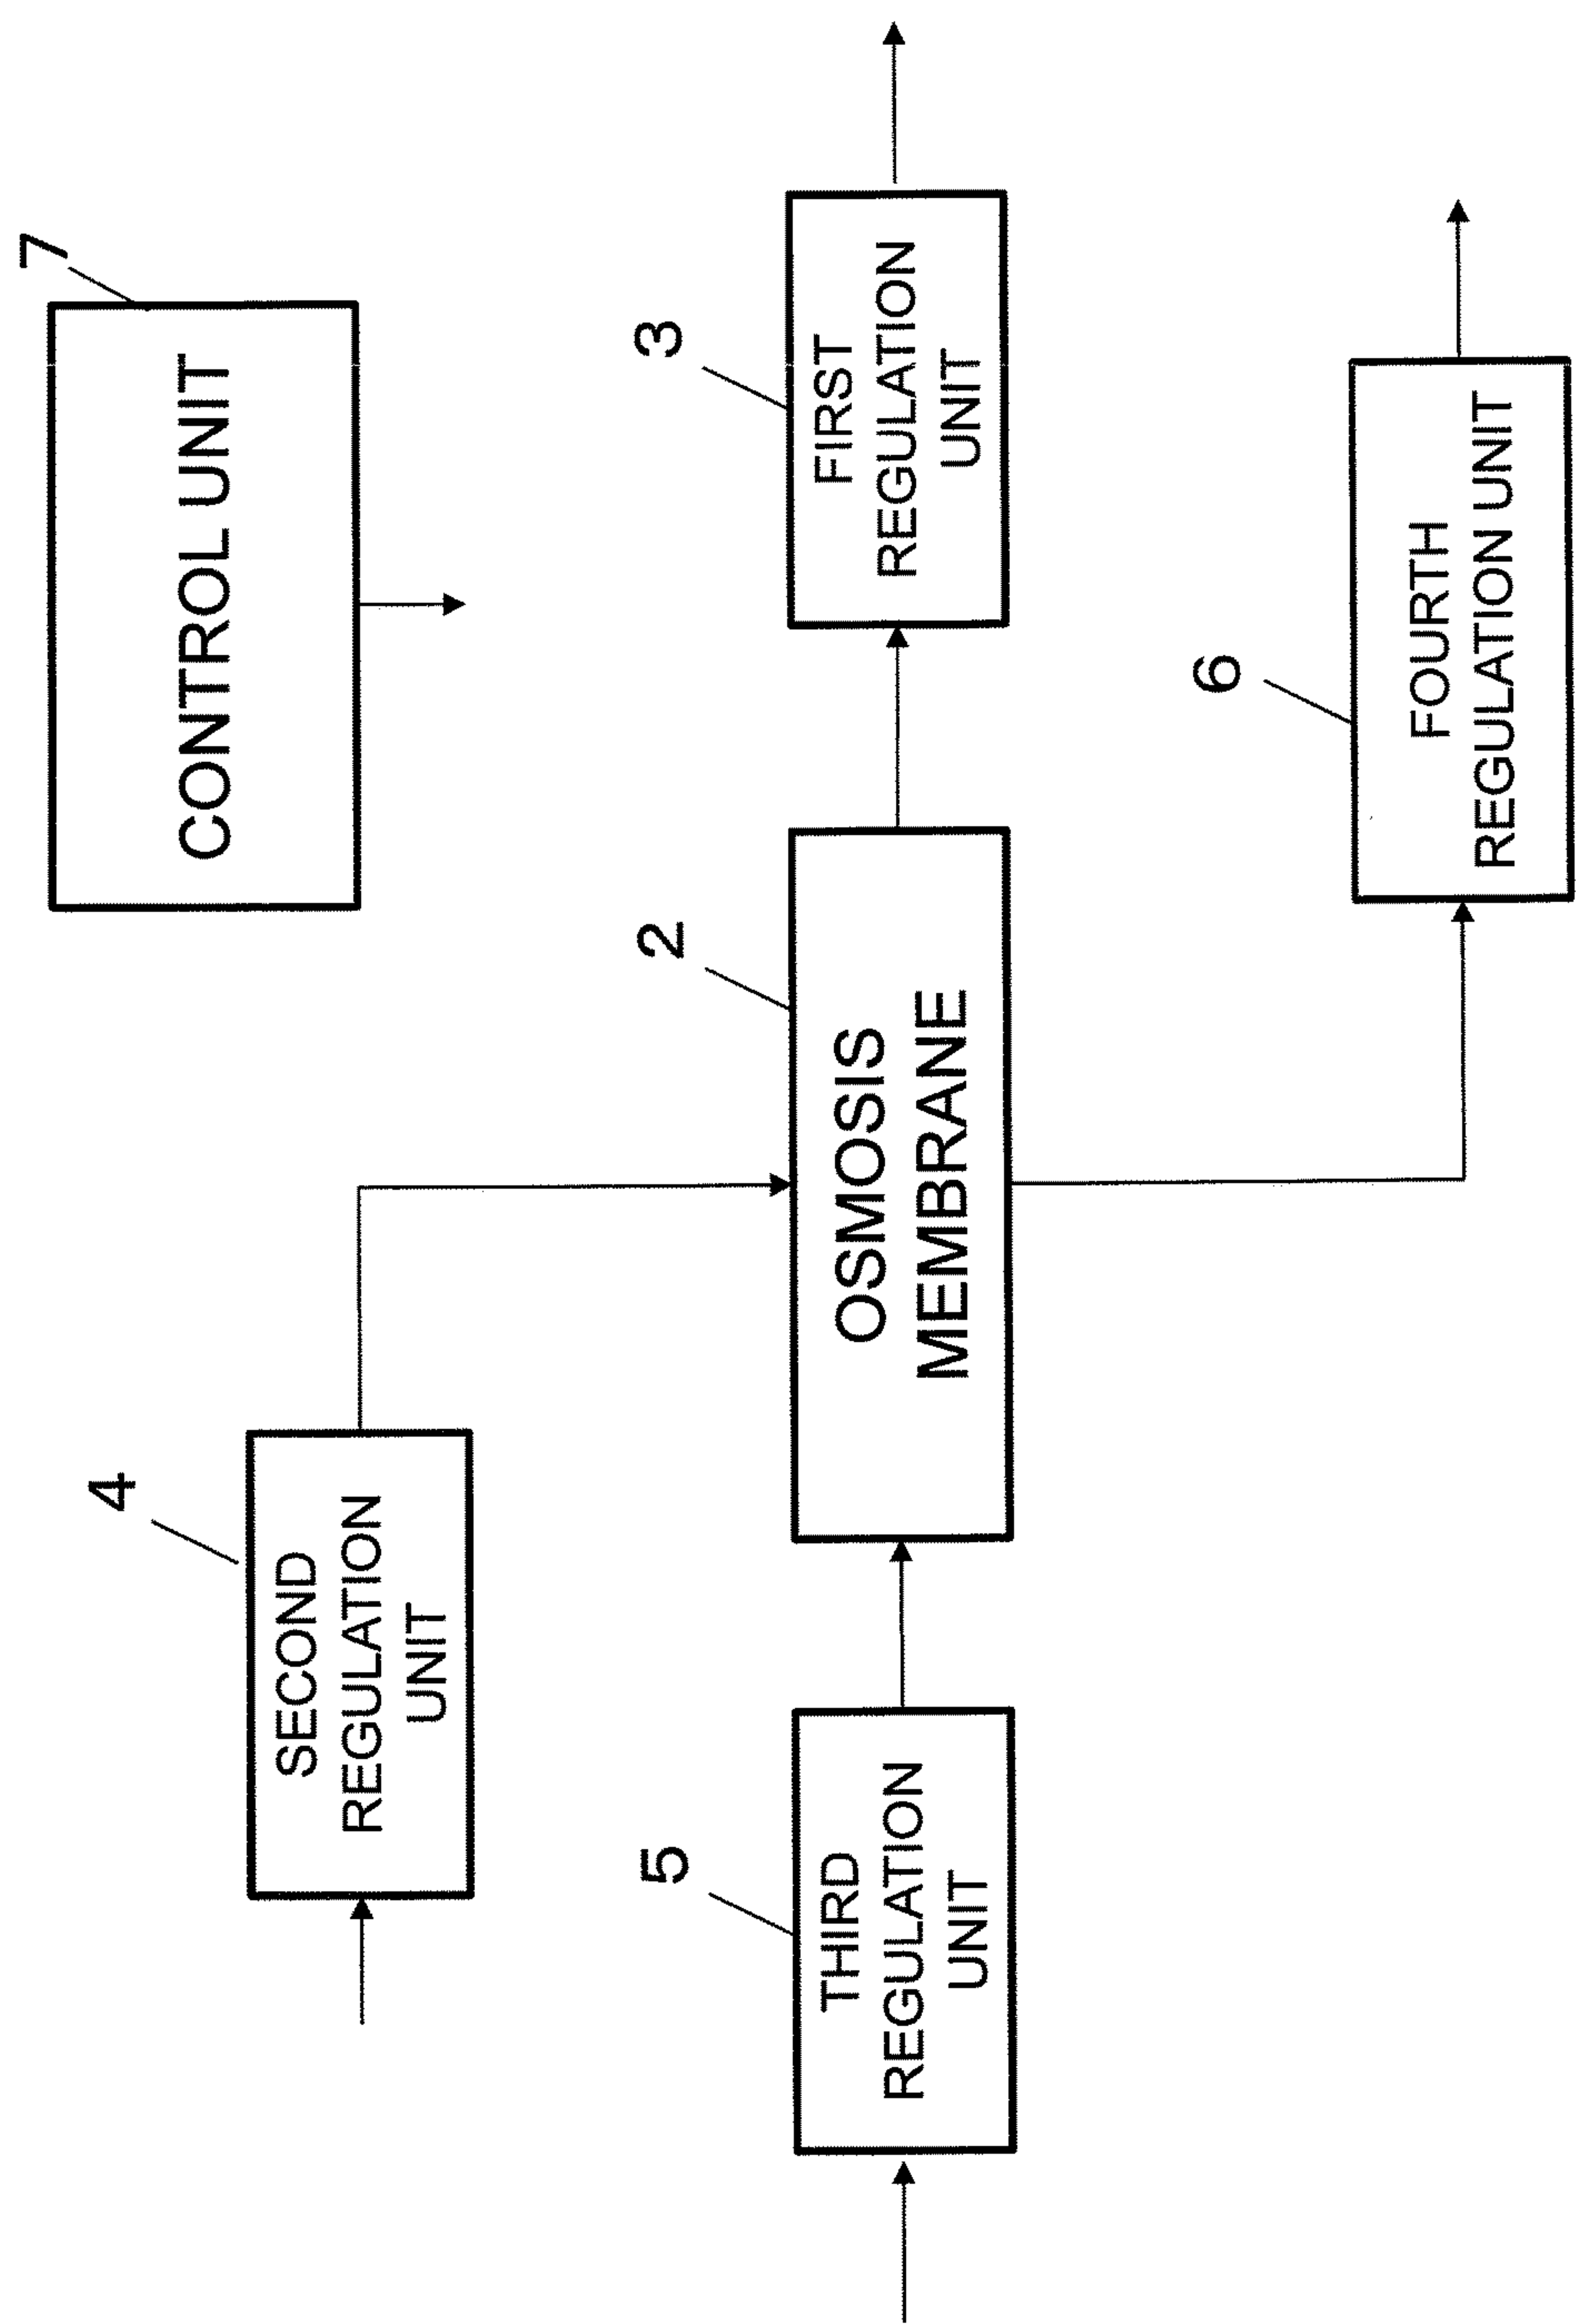 7
CONTROL UNIT
4
SECOND
REGULATION
UNIT
5
THIRD
REGULATION
UNIT
2
OSMOSIS
MEMBRANE
3
FIRST
REGULATION
UNIT
6
FOURTH
REGULATION UNIT